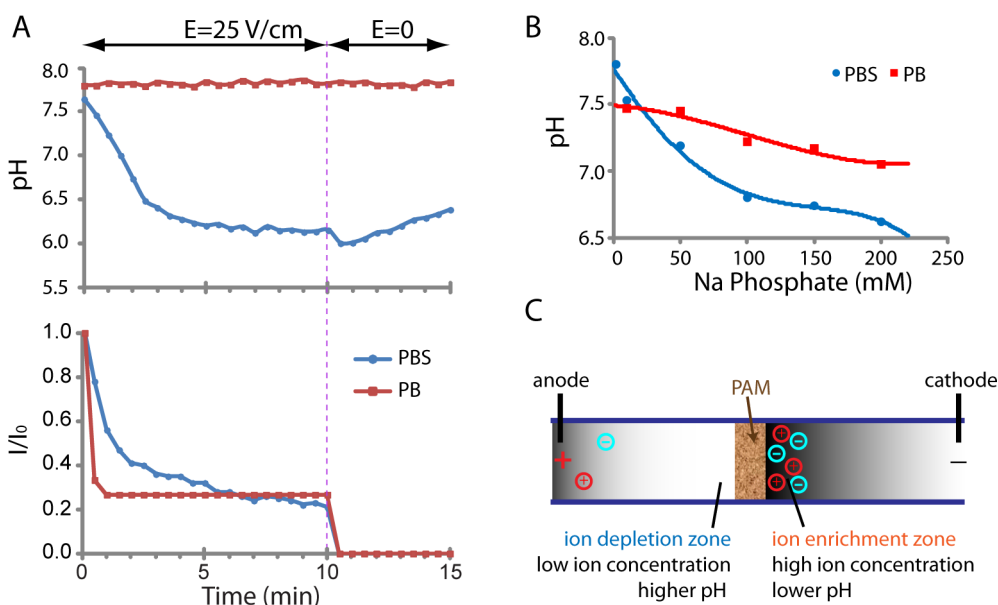 A
E=25 V/cm
E=0
8.0
7.5
7.0
6.5
6.0
5.5
pH
1.0
0.8
0.6
0.4
0.2
0.0
I/I₀
PBS
PB
0
5
10
15
Time (min)
B
8.0
7.5
7.0
6.5
pH
PBS
PB
0
50
100
150
200
250
Na Phosphate (mM)
C
anode
PAM
cathode
+
−
+
−
+
−
−
+
+
−
ion depletion zone
low ion concentration
higher pH
ion enrichment zone
high ion concentration
lower pH